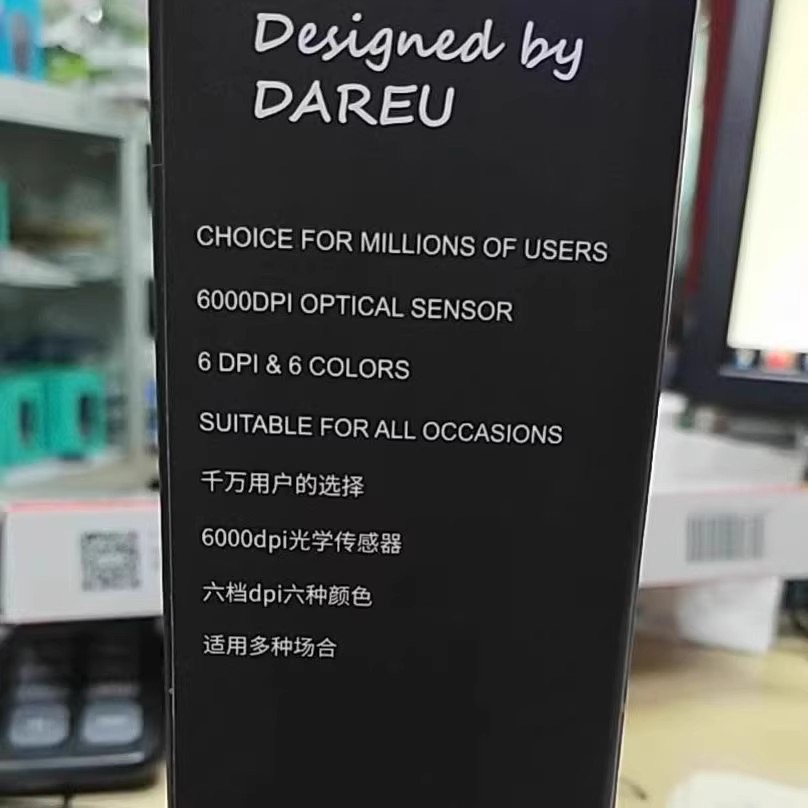 Designed by
DAREU
CHOICE FOR MILLIONS OF USERS
6000DPI OPTICAL SENSOR
6 DPI & 6 COLORS
SUITABLE FOR ALL OCCASIONS
千万用户的选择
6000dpi光学传感器
六档dpi六种颜色
适用多种场合